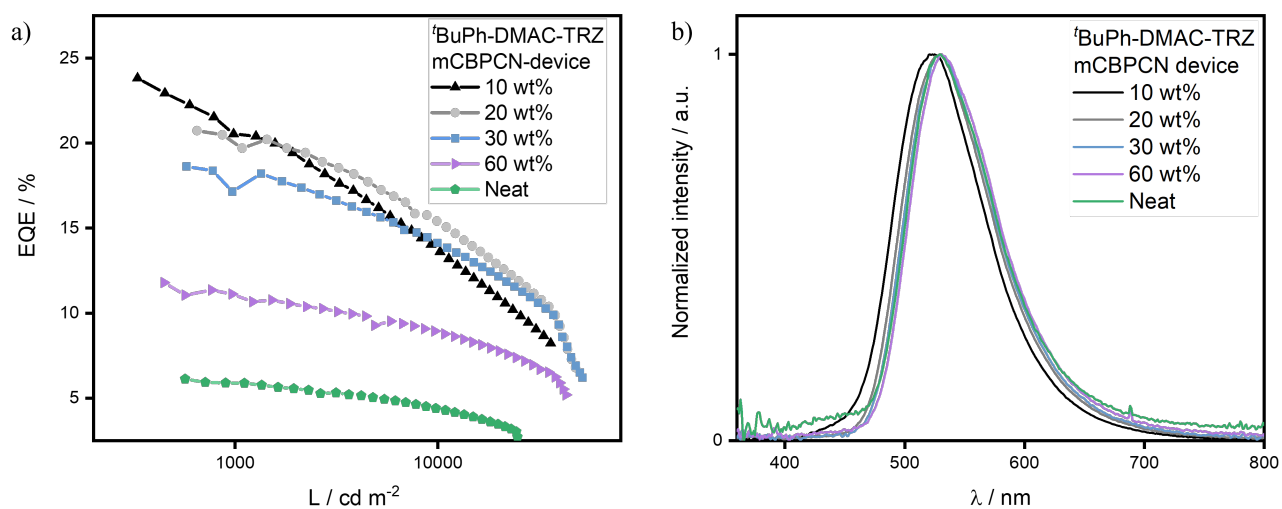 a)
EQE / %
25
20
15
10
5
1000
10000
L / cd m⁻²
ᵗBuPh-DMAC-TRZ
mCBPCN-device
10 wt%
20 wt%
30 wt%
60 wt%
Neat
b)
Normalized intensity / a.u.
1
0
400
500
600
700
800
λ / nm
ᵗBuPh-DMAC-TRZ
mCBPCN device
10 wt%
20 wt%
30 wt%
60 wt%
Neat